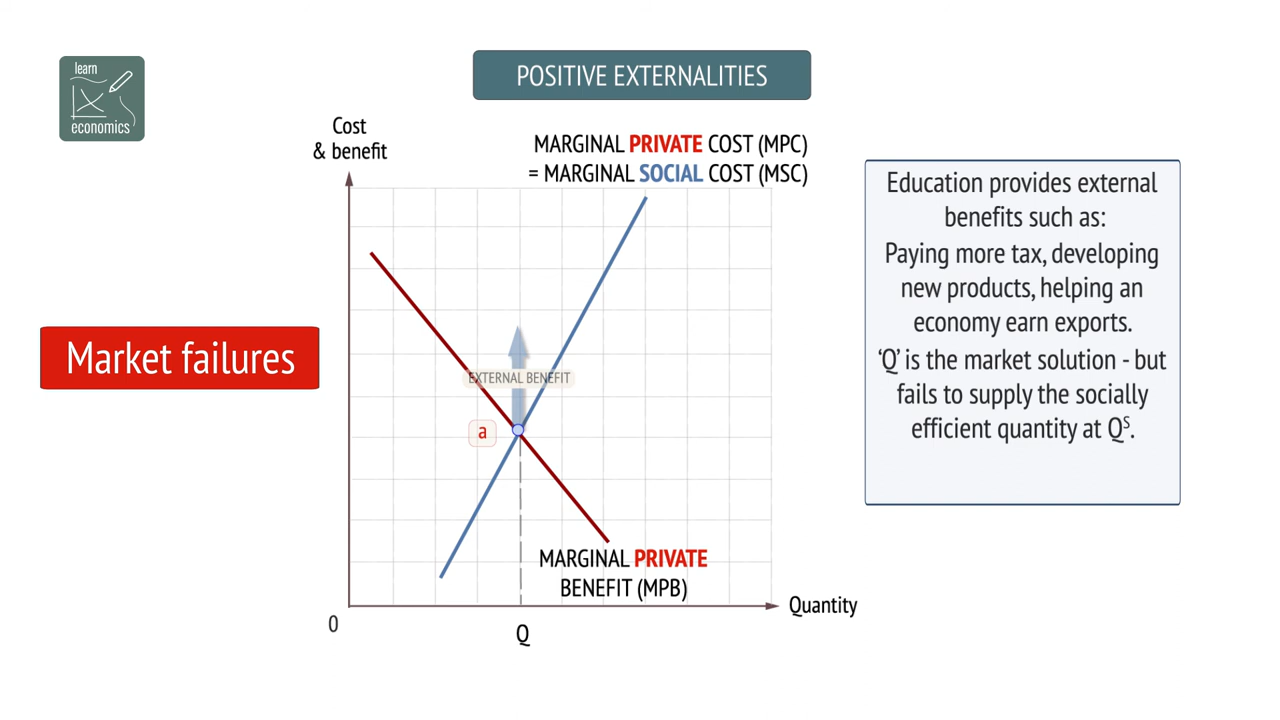 learn
economics
POSITIVE EXTERNALITIES
Cost
& benefit
MARGINAL PRIVATE COST (MPC)
= MARGINAL SOCIAL COST (MSC)
Market failures
EXTERNAL BENEFIT
a
MARGINAL PRIVATE
BENEFIT (MPB)
Quantity
0
Q
Education provides external
benefits such as:
Paying more tax, developing
new products, helping an
economy earn exports.
‘Q’ is the market solution - but
fails to supply the socially
efficient quantity at Qˢ.